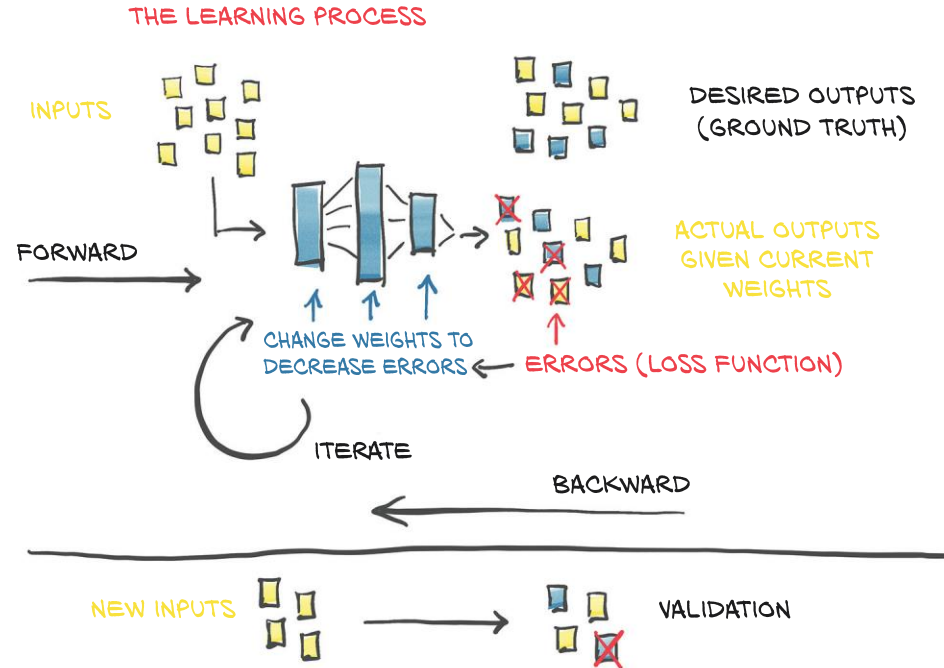 THE LEARNING PROCESS
INPUTS
DESIRED OUTPUTS
(GROUND TRUTH)
FORWARD
ACTUAL OUTPUTS
GIVEN CURRENT
WEIGHTS
CHANGE WEIGHTS TO
DECREASE ERRORS
ERRORS (LOSS FUNCTION)
ITERATE
BACKWARD
NEW INPUTS
VALIDATION